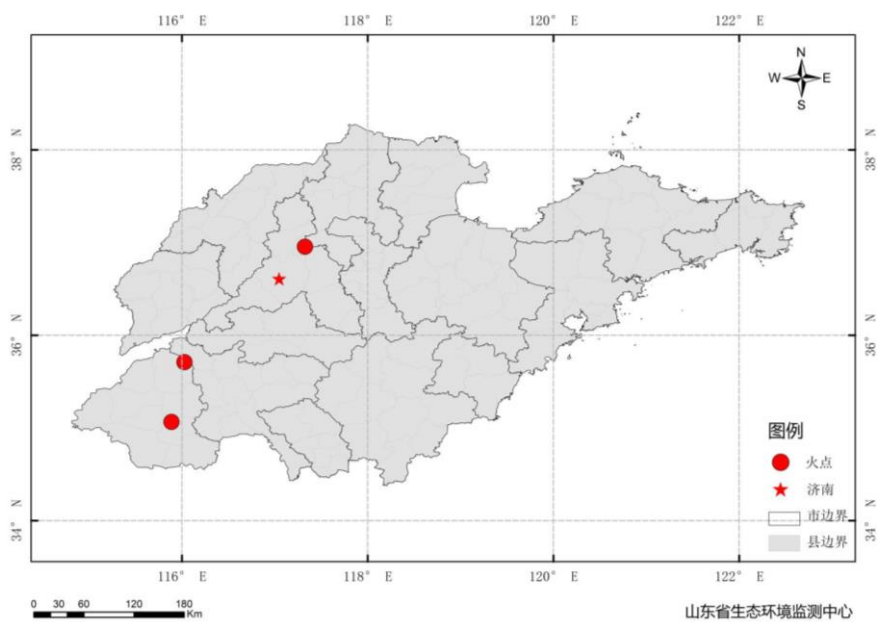 116° E 118° E 120° E 122° E
N
W E
S
38° N 38° N
36° N 36° N
图例
火点
济南
市边界
县边界
34° N 34° N
116° E 118° E 120° E 122° E
0 30 60 120 180
Km
山东省生态环境监测中心